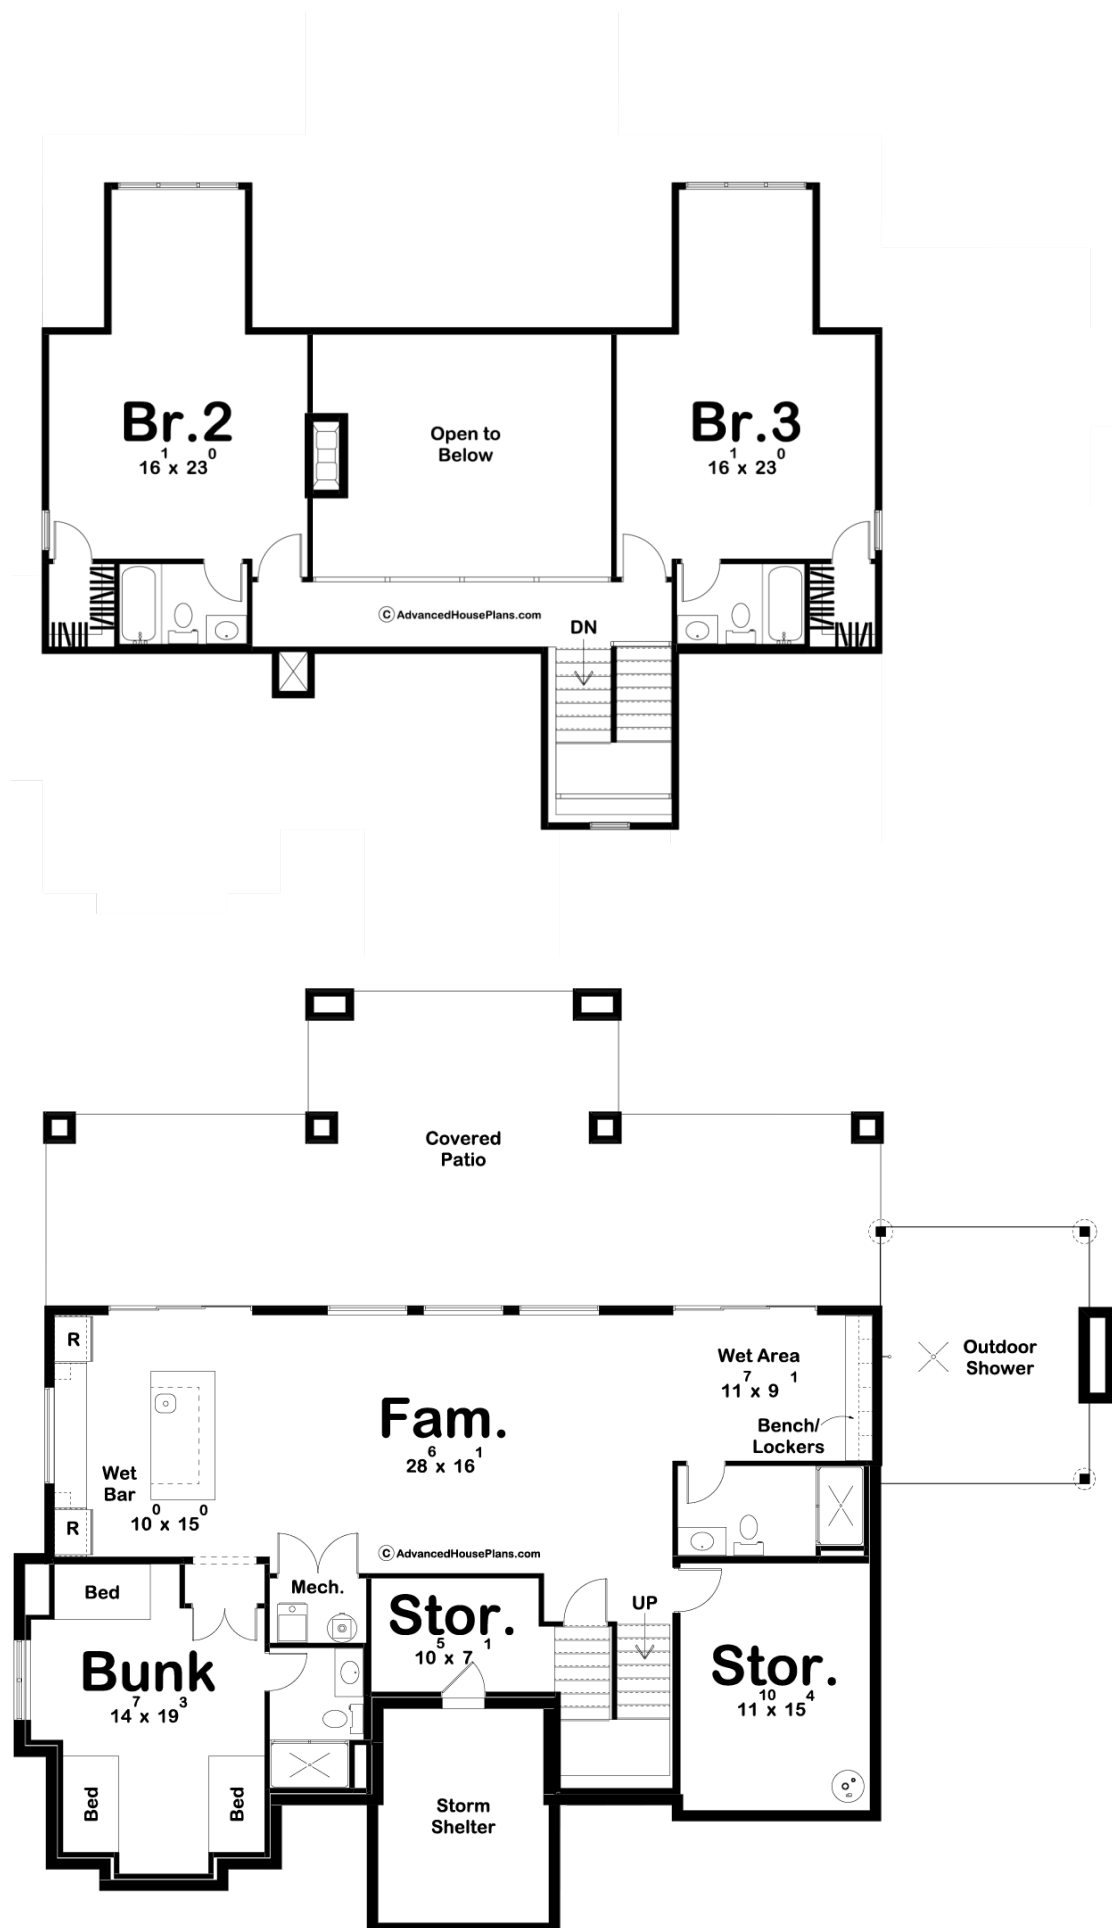 Br.2
16¹ x 23⁰
Open to
Below
Br.3
16¹ x 23⁰
© AdvancedHousePlans.com
DN
Covered
Patio
R
Wet Area
11⁷ x 9¹
Outdoor
Shower
Fam.
28⁶ x 16¹
Bench/
Lockers
Wet
Bar
10⁰ x 15⁰
R
© AdvancedHousePlans.com
Bed
Mech.
Stor.
10⁵ x 7¹
UP
Bunk
14⁷ x 19³
Stor.
11¹⁰ x 15⁴
Bed
Bed
Storm
Shelter